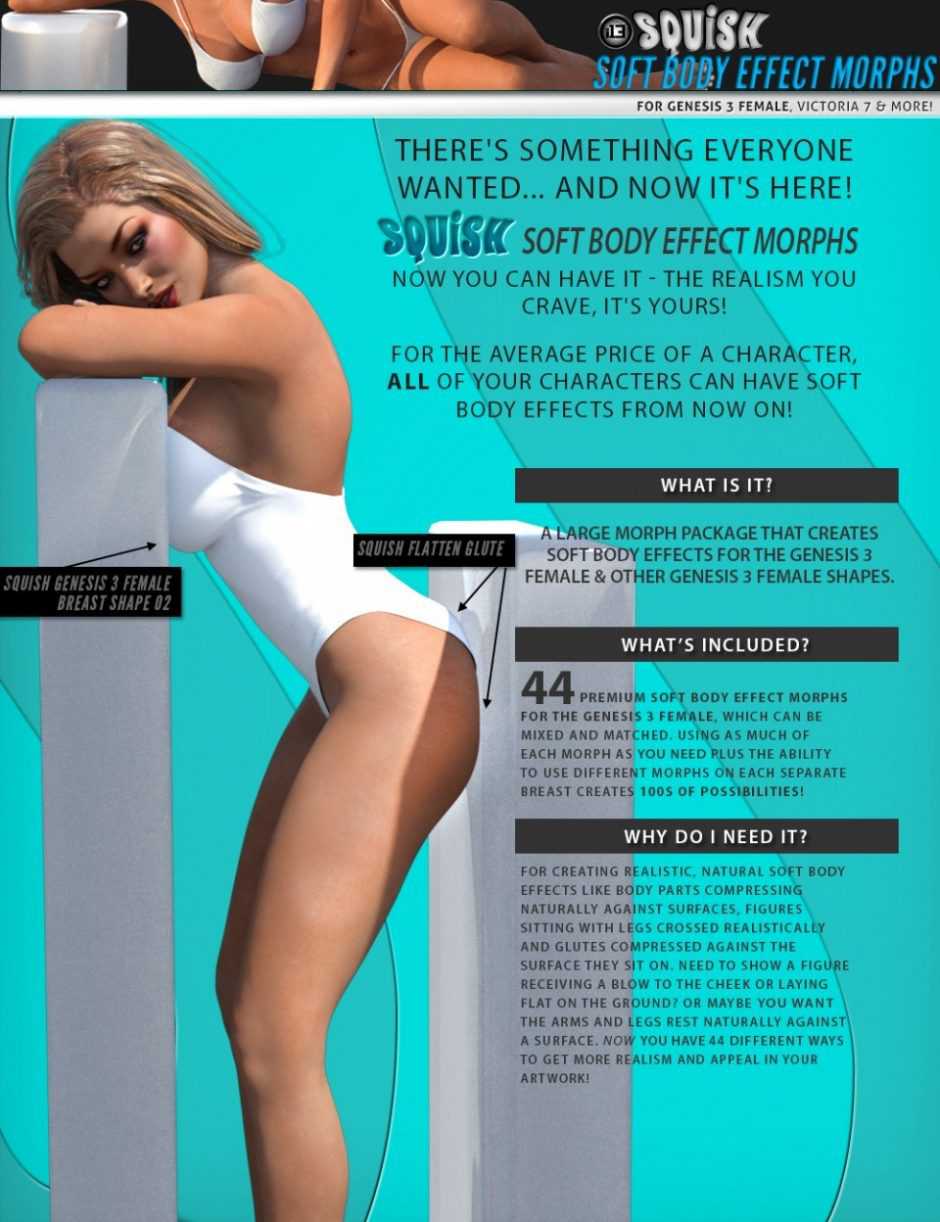 i3 SQUiSH
SOFT BODY EFFECT MORPHS
FOR GENESIS 3 FEMALE, VICTORIA 7 & MORE!
THERE'S SOMETHING EVERYONE
WANTED... AND NOW IT'S HERE!
SQUiSH SOFT BODY EFFECT MORPHS
NOW YOU CAN HAVE IT - THE REALISM YOU
CRAVE, IT'S YOURS!
FOR THE AVERAGE PRICE OF A CHARACTER,
ALL OF YOUR CHARACTERS CAN HAVE SOFT
BODY EFFECTS FROM NOW ON!
WHAT IS IT?
A LARGE MORPH PACKAGE THAT CREATES
SOFT BODY EFFECTS FOR THE GENESIS 3
FEMALE & OTHER GENESIS 3 FEMALE SHAPES.
SQUISH FLATTEN GLUTE
SQUISH GENESIS 3 FEMALE
BREAST SHAPE 02
WHAT'S INCLUDED?
44 PREMIUM SOFT BODY EFFECT MORPHS
FOR THE GENESIS 3 FEMALE, WHICH CAN BE
MIXED AND MATCHED. USING AS MUCH OF
EACH MORPH AS YOU NEED PLUS THE ABILITY
TO USE DIFFERENT MORPHS ON EACH SEPARATE
BREAST CREATES 100S OF POSSIBILITIES!
WHY DO I NEED IT?
FOR CREATING REALISTIC, NATURAL SOFT BODY
EFFECTS LIKE BODY PARTS COMPRESSING
NATURALLY AGAINST SURFACES, FIGURES
SITTING WITH LEGS CROSSED REALISTICALLY
AND GLUTES COMPRESSED AGAINST THE
SURFACE THEY SIT ON. NEED TO SHOW A FIGURE
RECEIVING A BLOW TO THE CHEEK OR LAYING
FLAT ON THE GROUND? OR MAYBE YOU WANT
THE ARMS AND LEGS REST NATURALLY AGAINST
A SURFACE. NOW YOU HAVE 44 DIFFERENT WAYS
TO GET MORE REALISM AND APPEAL IN YOUR
ARTWORK!